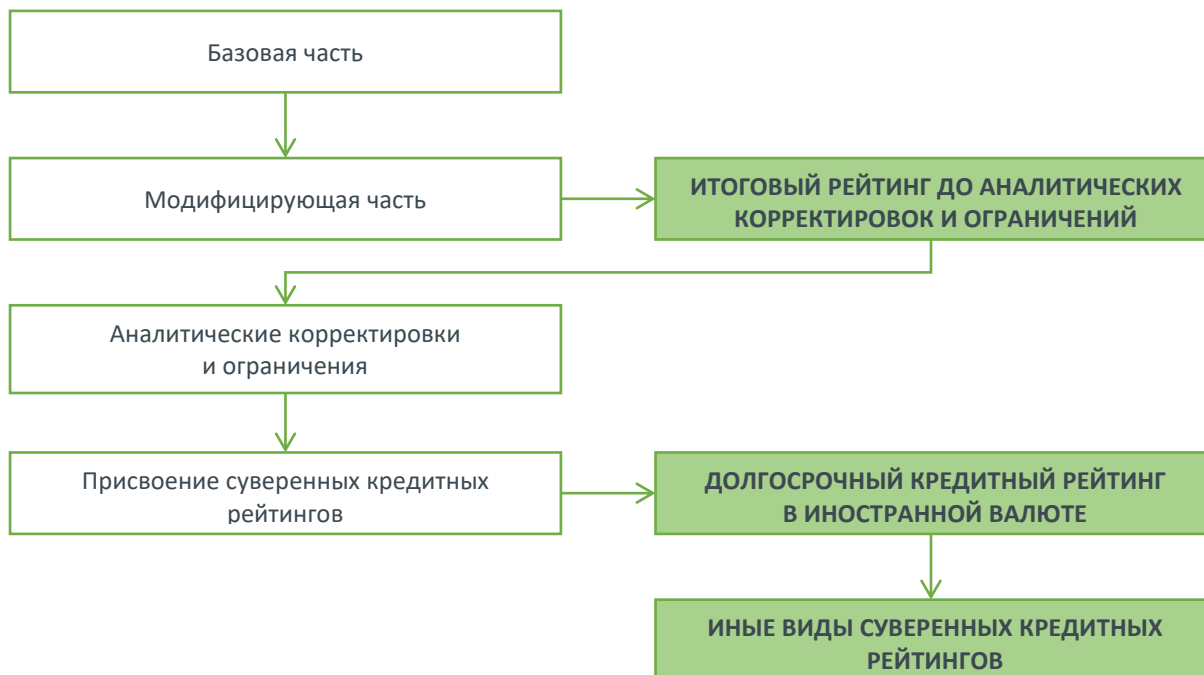 Базовая часть
Модифицирующая часть
ИТОГОВЫЙ РЕЙТИНГ ДО АНАЛИТИЧЕСКИХ
КОРРЕКТИРОВОК И ОГРАНИЧЕНИЙ
Аналитические корректировки
и ограничения
Присвоение суверенных кредитных
рейтингов
ДОЛГОСРОЧНЫЙ КРЕДИТНЫЙ РЕЙТИНГ
В ИНОСТРАННОЙ ВАЛЮТЕ
ИНЫЕ ВИДЫ СУВЕРЕННЫХ КРЕДИТНЫХ
РЕЙТИНГОВ